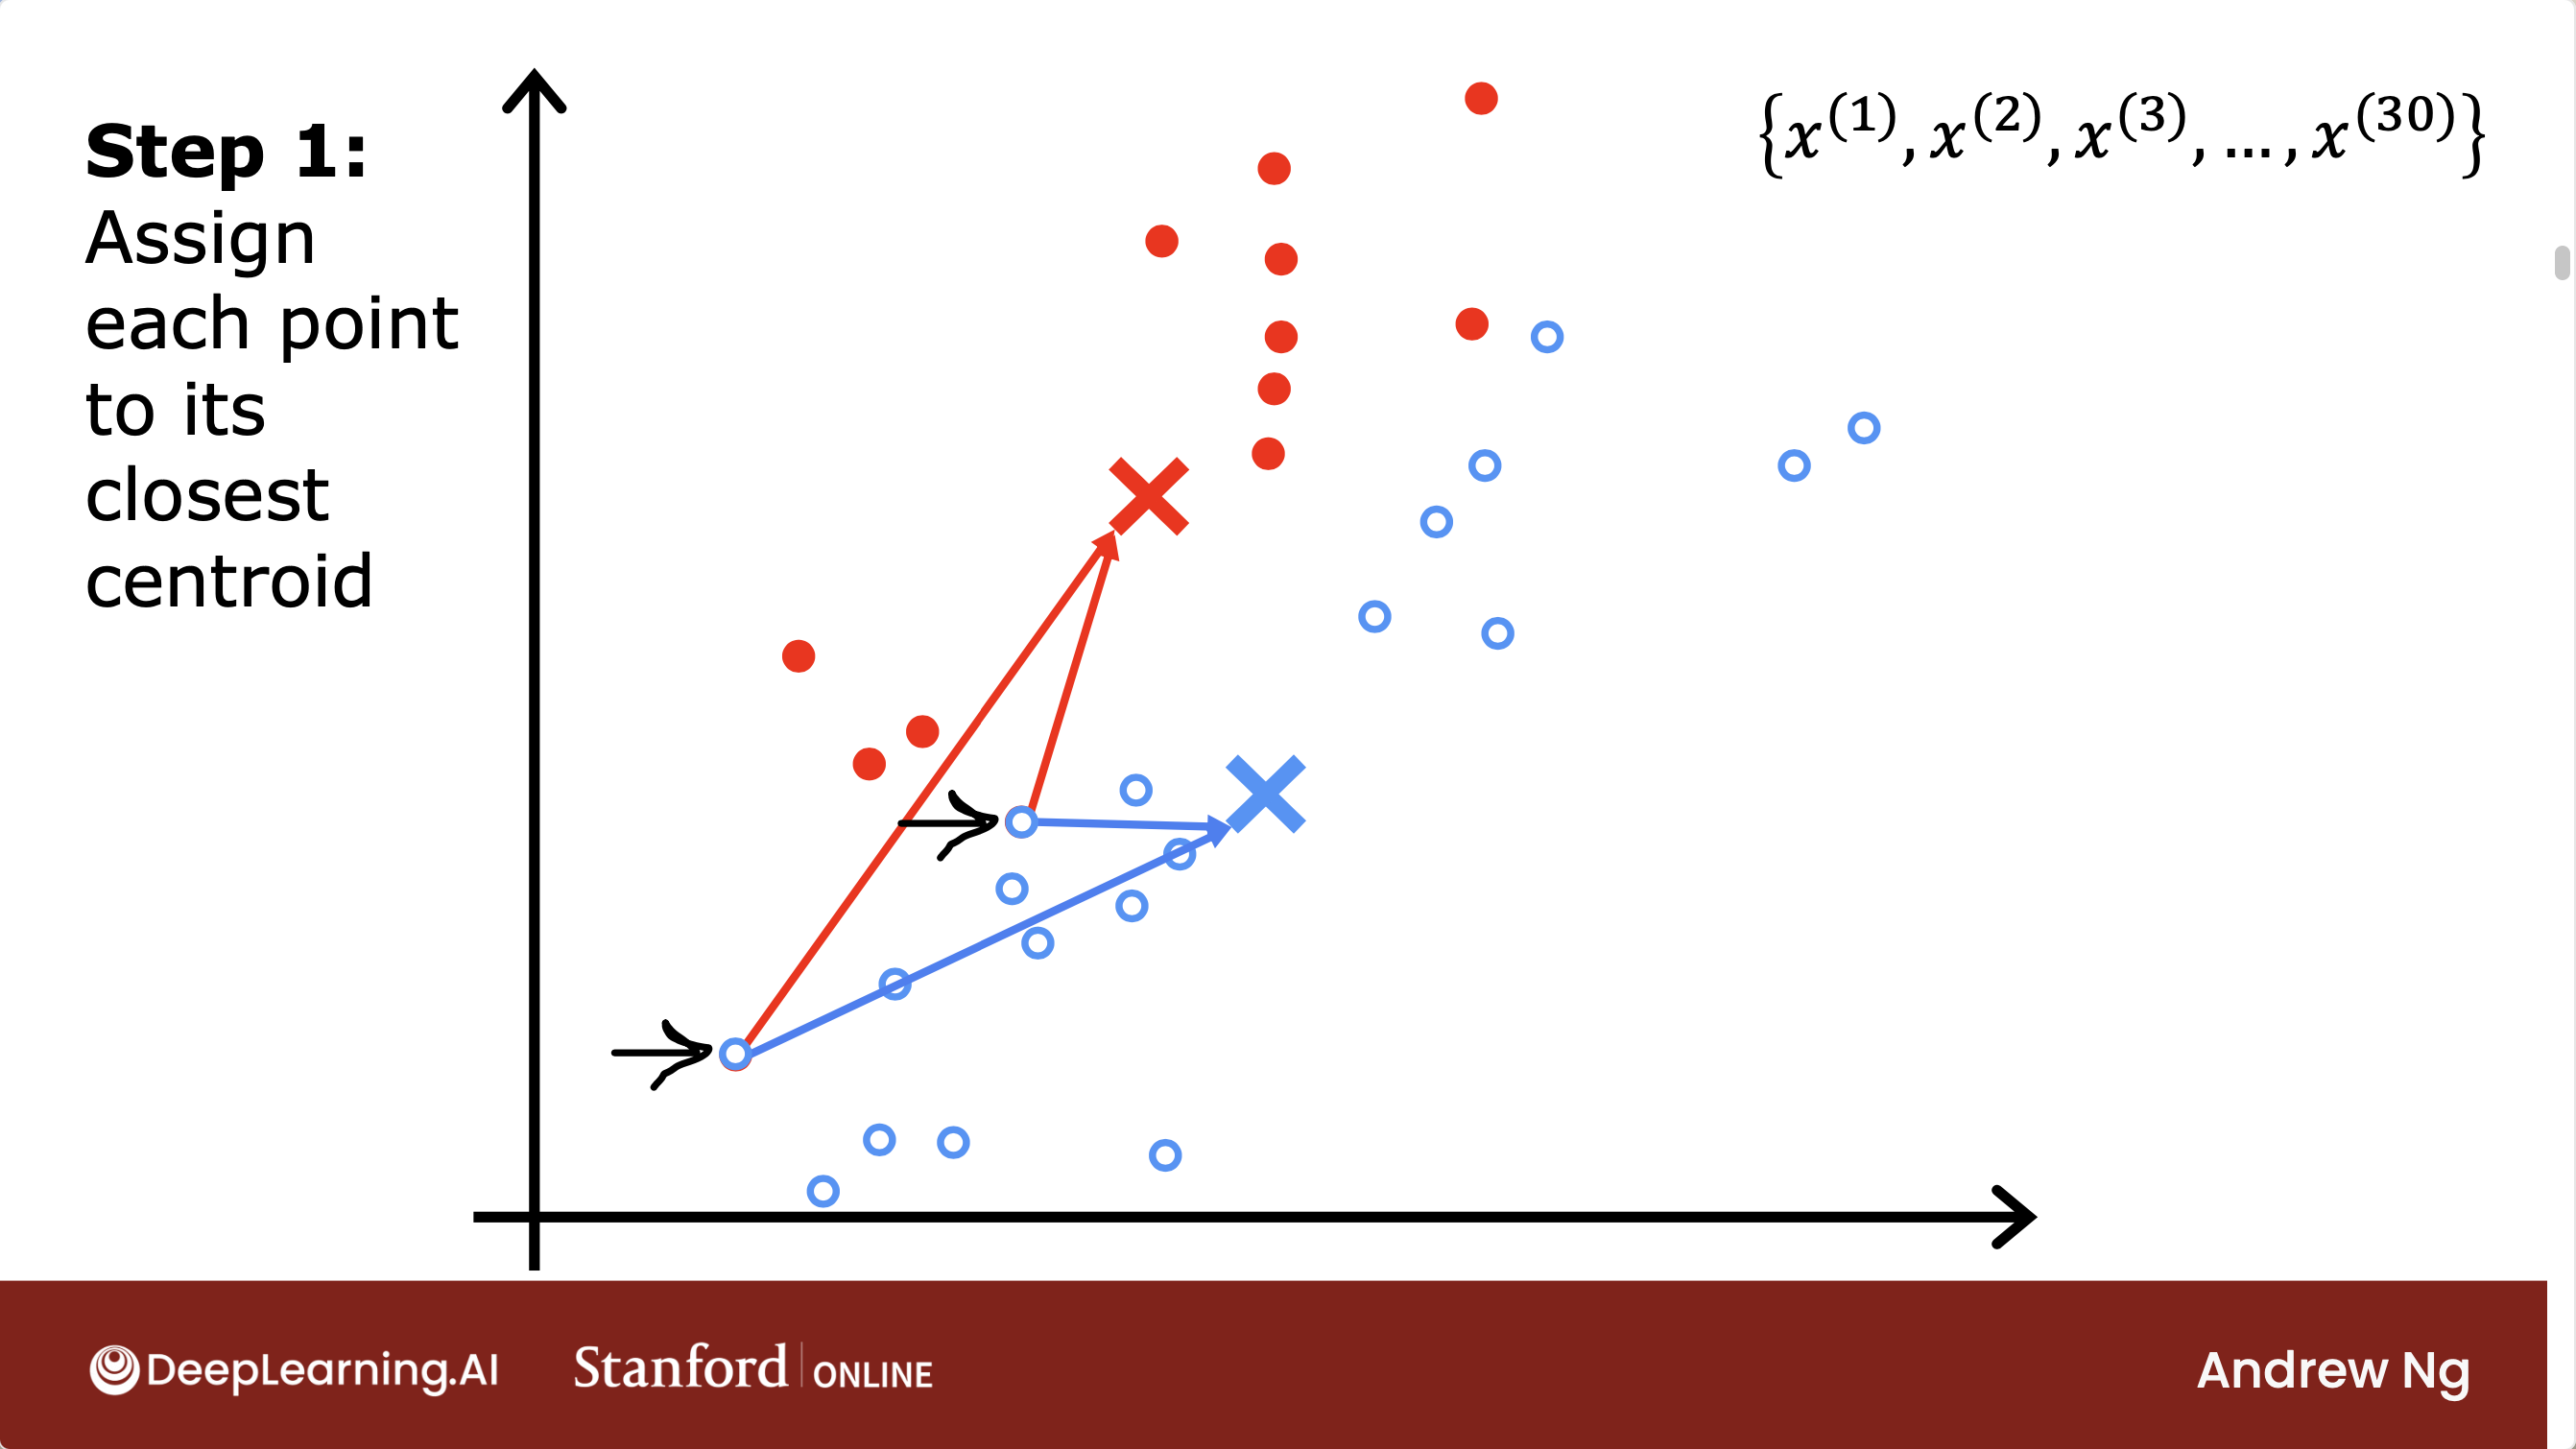 Step 1:
Assign
each point
to its
closest
centroid
{x⁽¹⁾, x⁽²⁾, x⁽³⁾, … , x⁽³⁰⁾}
DeepLearning.AI
Stanford | ONLINE
Andrew Ng